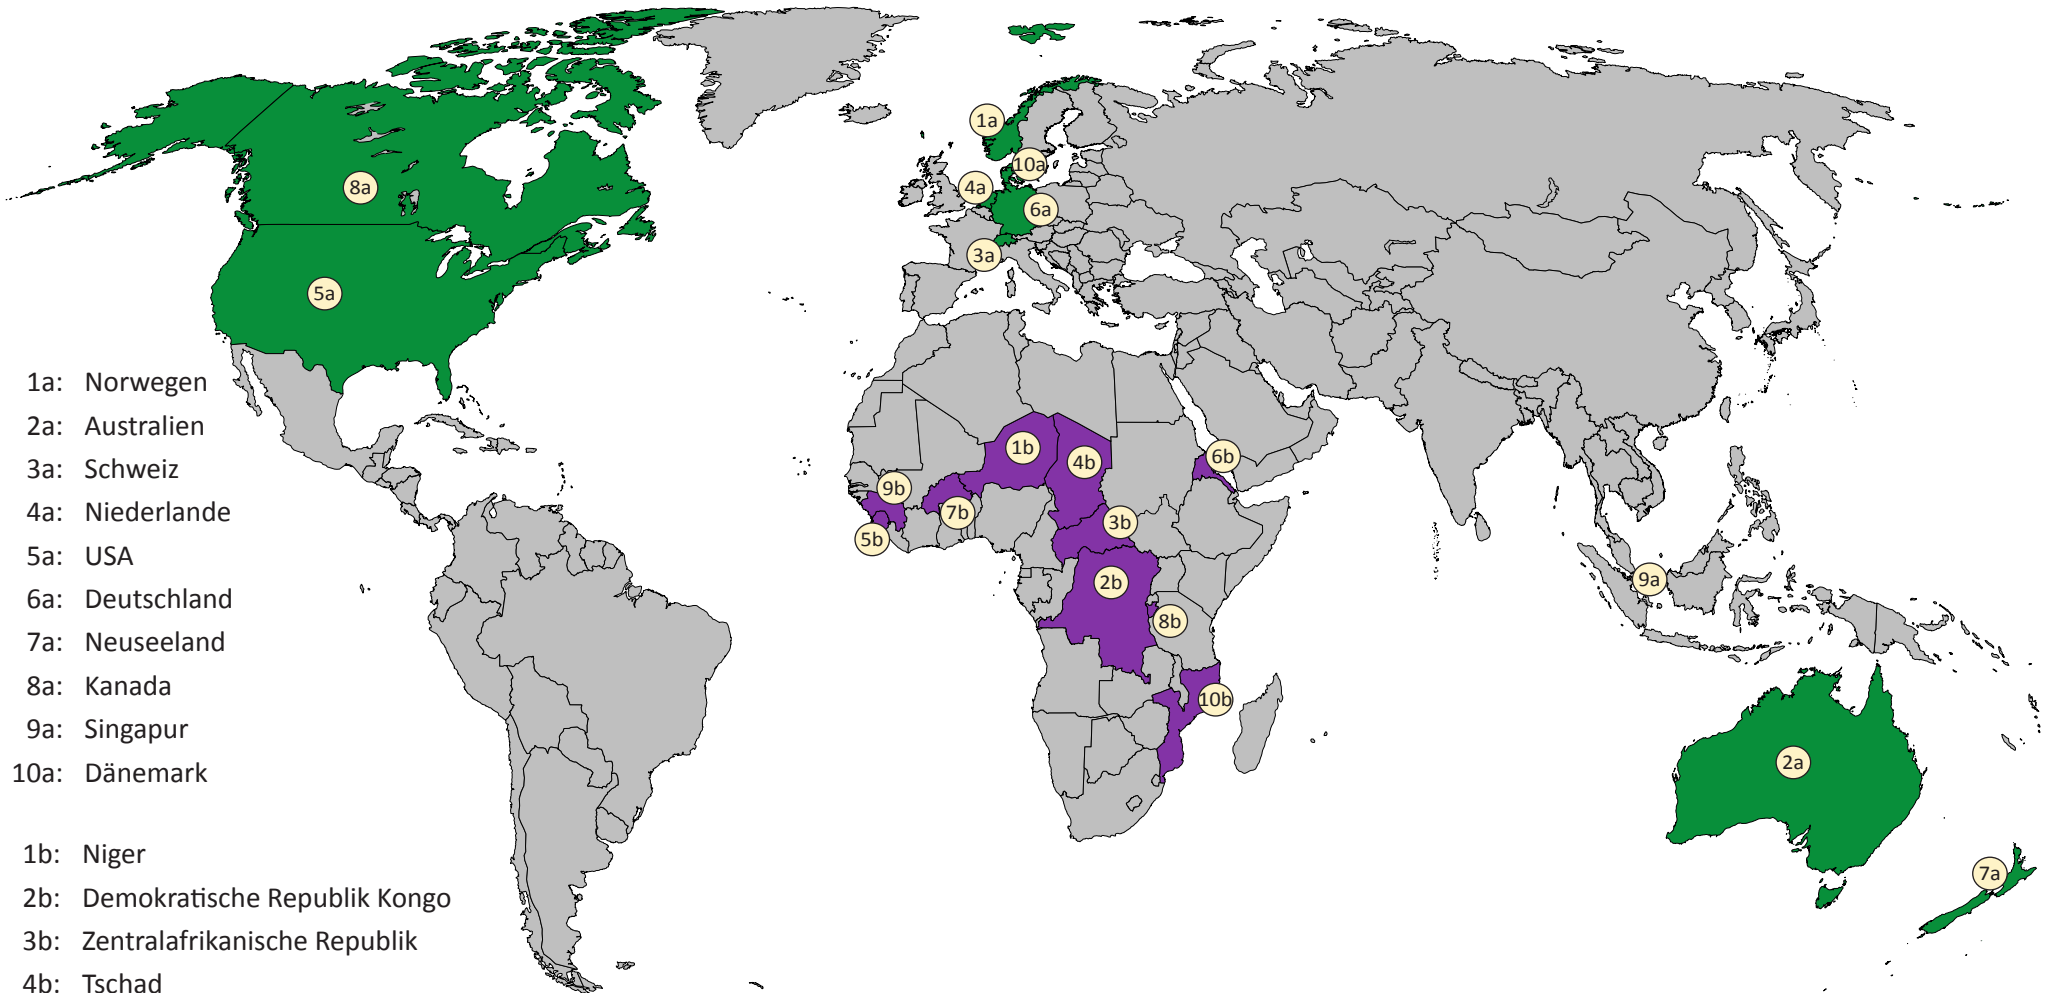 1a: Norwegen
2a: Australien
3a: Schweiz
4a: Niederlande
5a: USA
6a: Deutschland
7a: Neuseeland
8a: Kanada
9a: Singapur
10a: Dänemark
1b: Niger
2b: Demokratische Republik Kongo
3b: Zentralafrikanische Republik
4b: Tschad
1a
10a
8a
4a
6a
3a
5a
1b
6b
4b
9b
7b
3b
5b
9a
2b
8b
10b
2a
7a